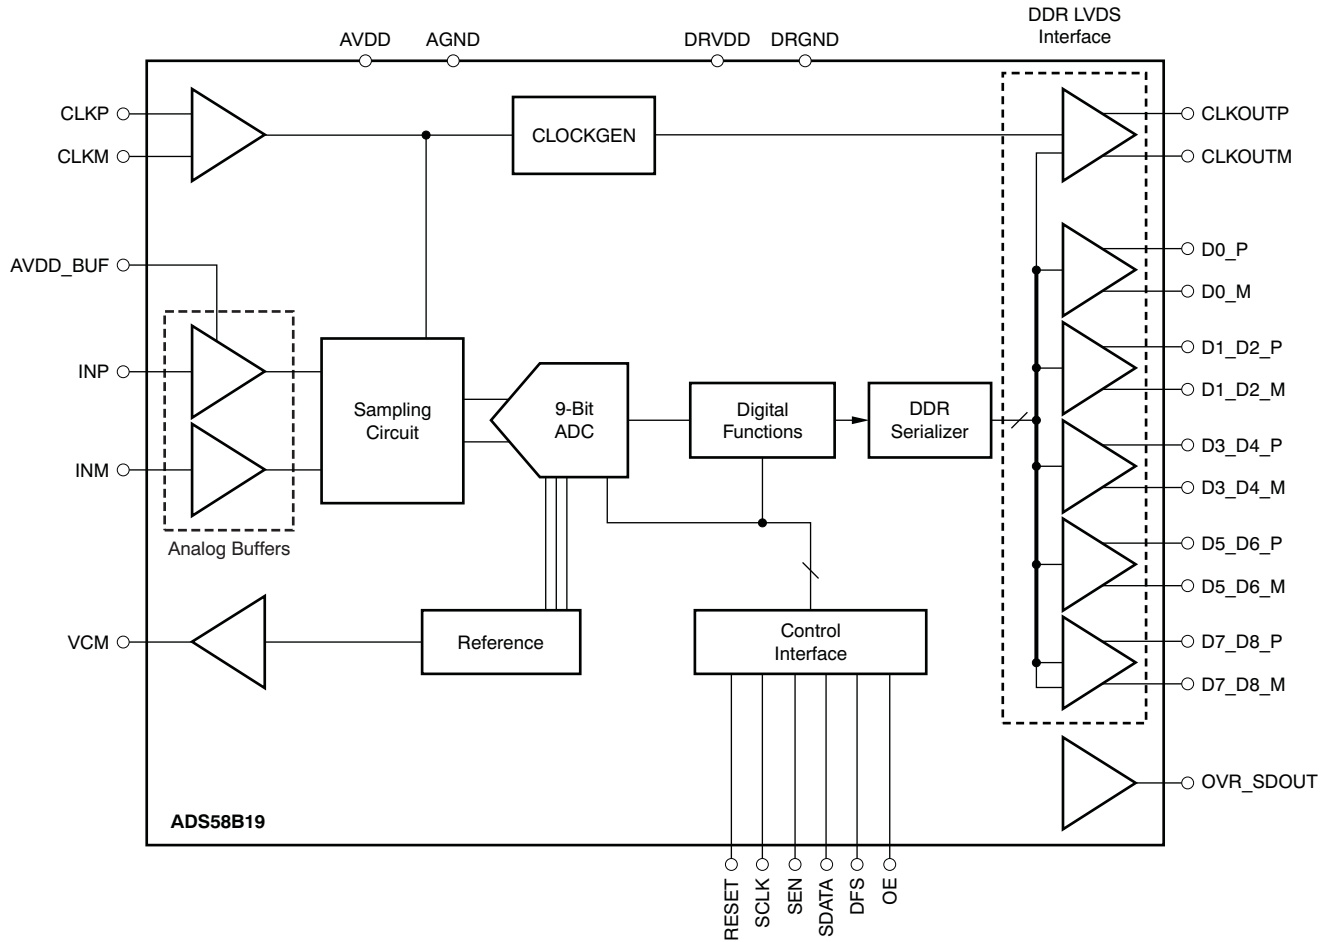 DDR LVDS
Interface
AVDD
AGND
DRVDD
DRGND
CLKP
CLKM
CLOCKGEN
CLKOUTP
CLKOUTM
AVDD_BUF
D0_P
D0_M
INP
INM
Analog Buffers
Sampling
Circuit
9-Bit
ADC
Digital
Functions
DDR
Serializer
D1_D2_P
D1_D2_M
D3_D4_P
D3_D4_M
D5_D6_P
D5_D6_M
D7_D8_P
D7_D8_M
VCM
Reference
Control
Interface
OVR_SDOUT
ADS58B19
RESET
SCLK
SEN
SDATA
DFS
OE